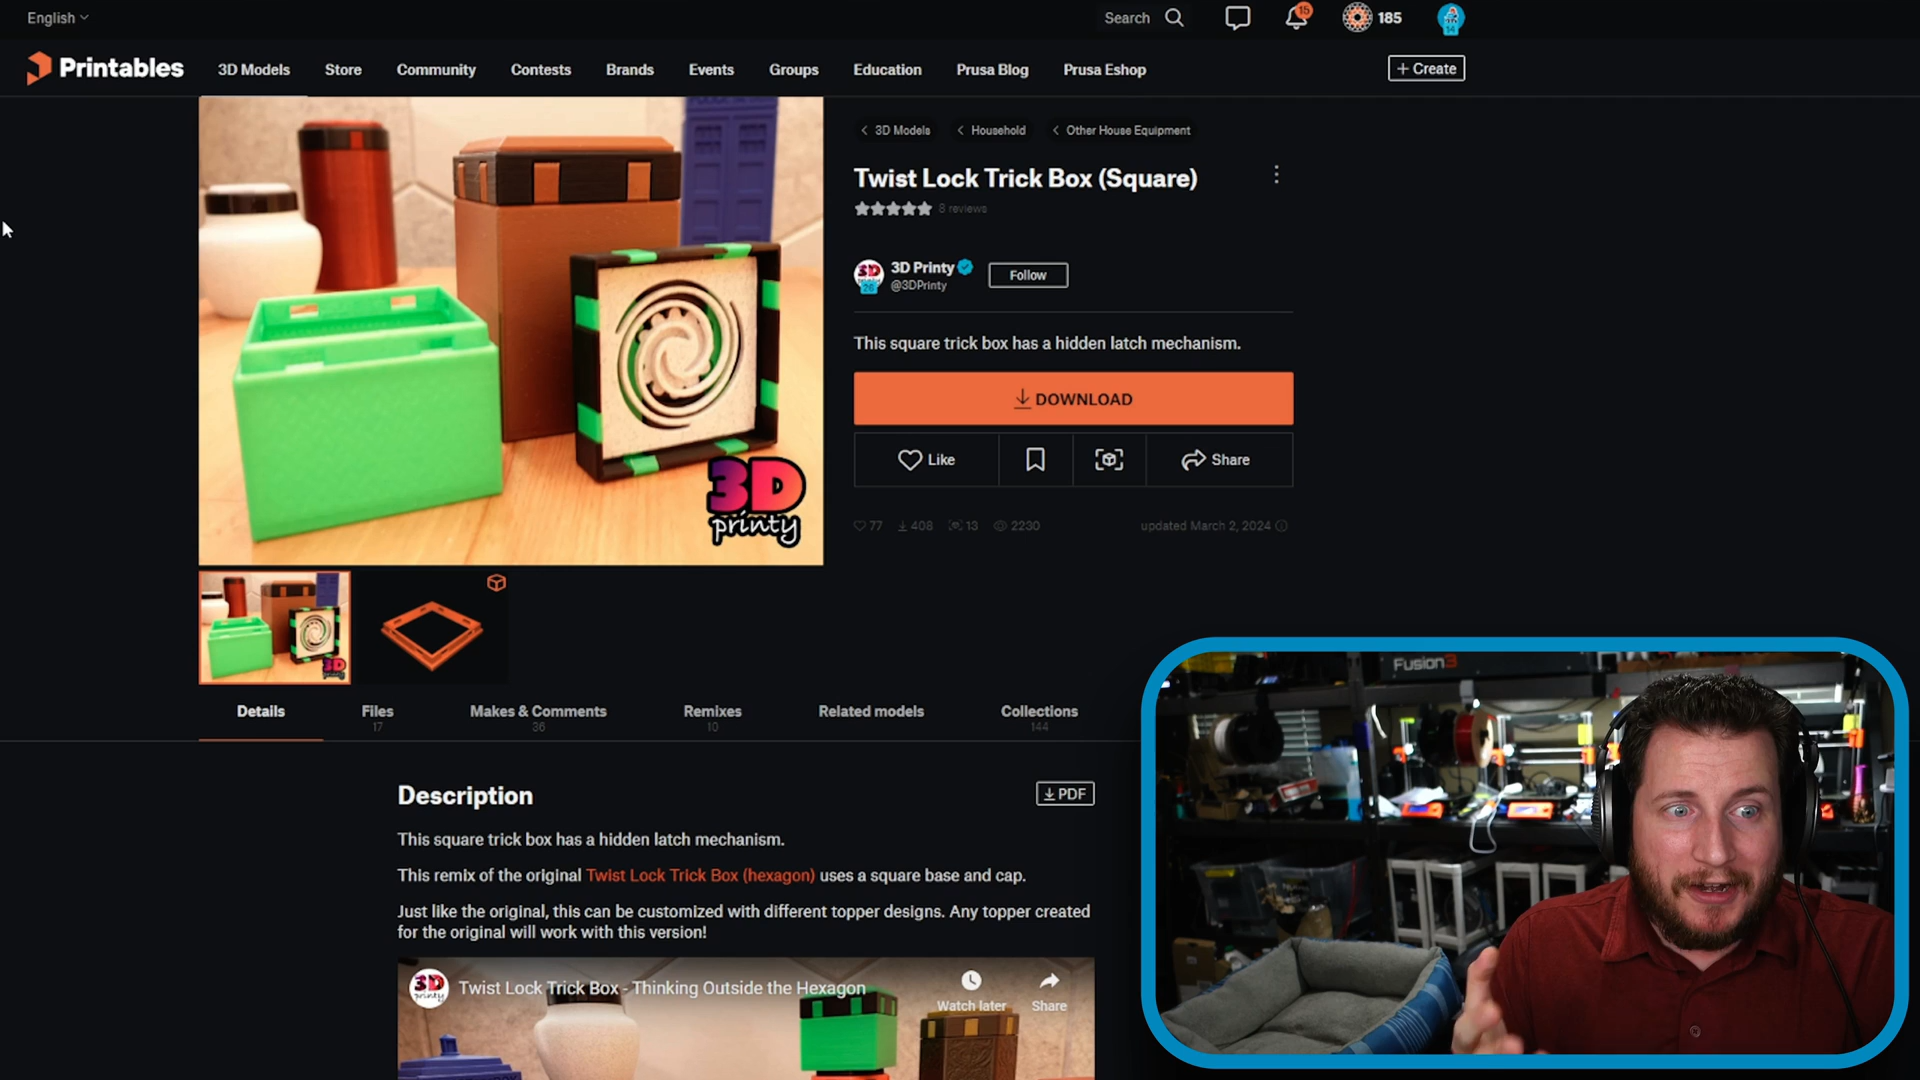 English
Search
15
185
14
Printables
3D Models
Store
Community
Contests
Brands
Events
Groups
Education
Prusa Blog
Prusa Eshop
+ Create
3D Models
Household
Other House Equipment
Twist Lock Trick Box (Square)
8 reviews
3D Printy
@3DPrinty
26
Follow
This square trick box has a hidden latch mechanism.
DOWNLOAD
Like
Share
77
408
13
2230
updated March 2, 2024
3D
printy
Details
Files
17
Makes & Comments
36
Remixes
10
Related models
Collections
144
Description
PDF
This square trick box has a hidden latch mechanism.
This remix of the original Twist Lock Trick Box (hexagon) uses a square base and cap.
Just like the original, this can be customized with different topper designs. Any topper created
for the original will work with this version!
3D
printy
Twist Lock Trick Box - Thinking Outside the Hexagon
Watch later
Share
Fusion3